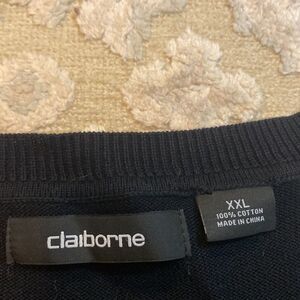 claiborne
XXL
100% COTTON
MADE IN CHINA